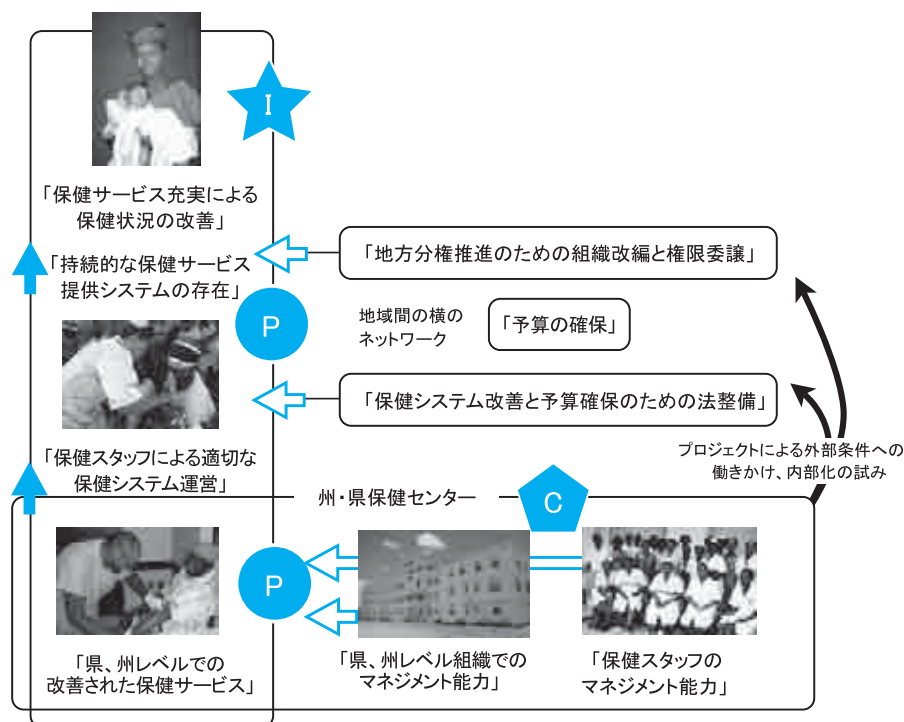 I
「保健サービス充実による
保健状況の改善」
「持続的な保健サービス
提供システムの存在」
「地方分権推進のための組織改編と権限委譲」
P
地域間の横の
ネットワーク
「予算の確保」
「保健システム改善と予算確保のための法整備」
「保健スタッフによる適切な
保健システム運営」
プロジェクトによる外部条件への
働きかけ、内部化の試み
州・県保健センター
C
P
「県、州レベルでの
改善された保健サービス」
「県、州レベル組織での
マネジメント能力」
「保健スタッフの
マネジメント能力」